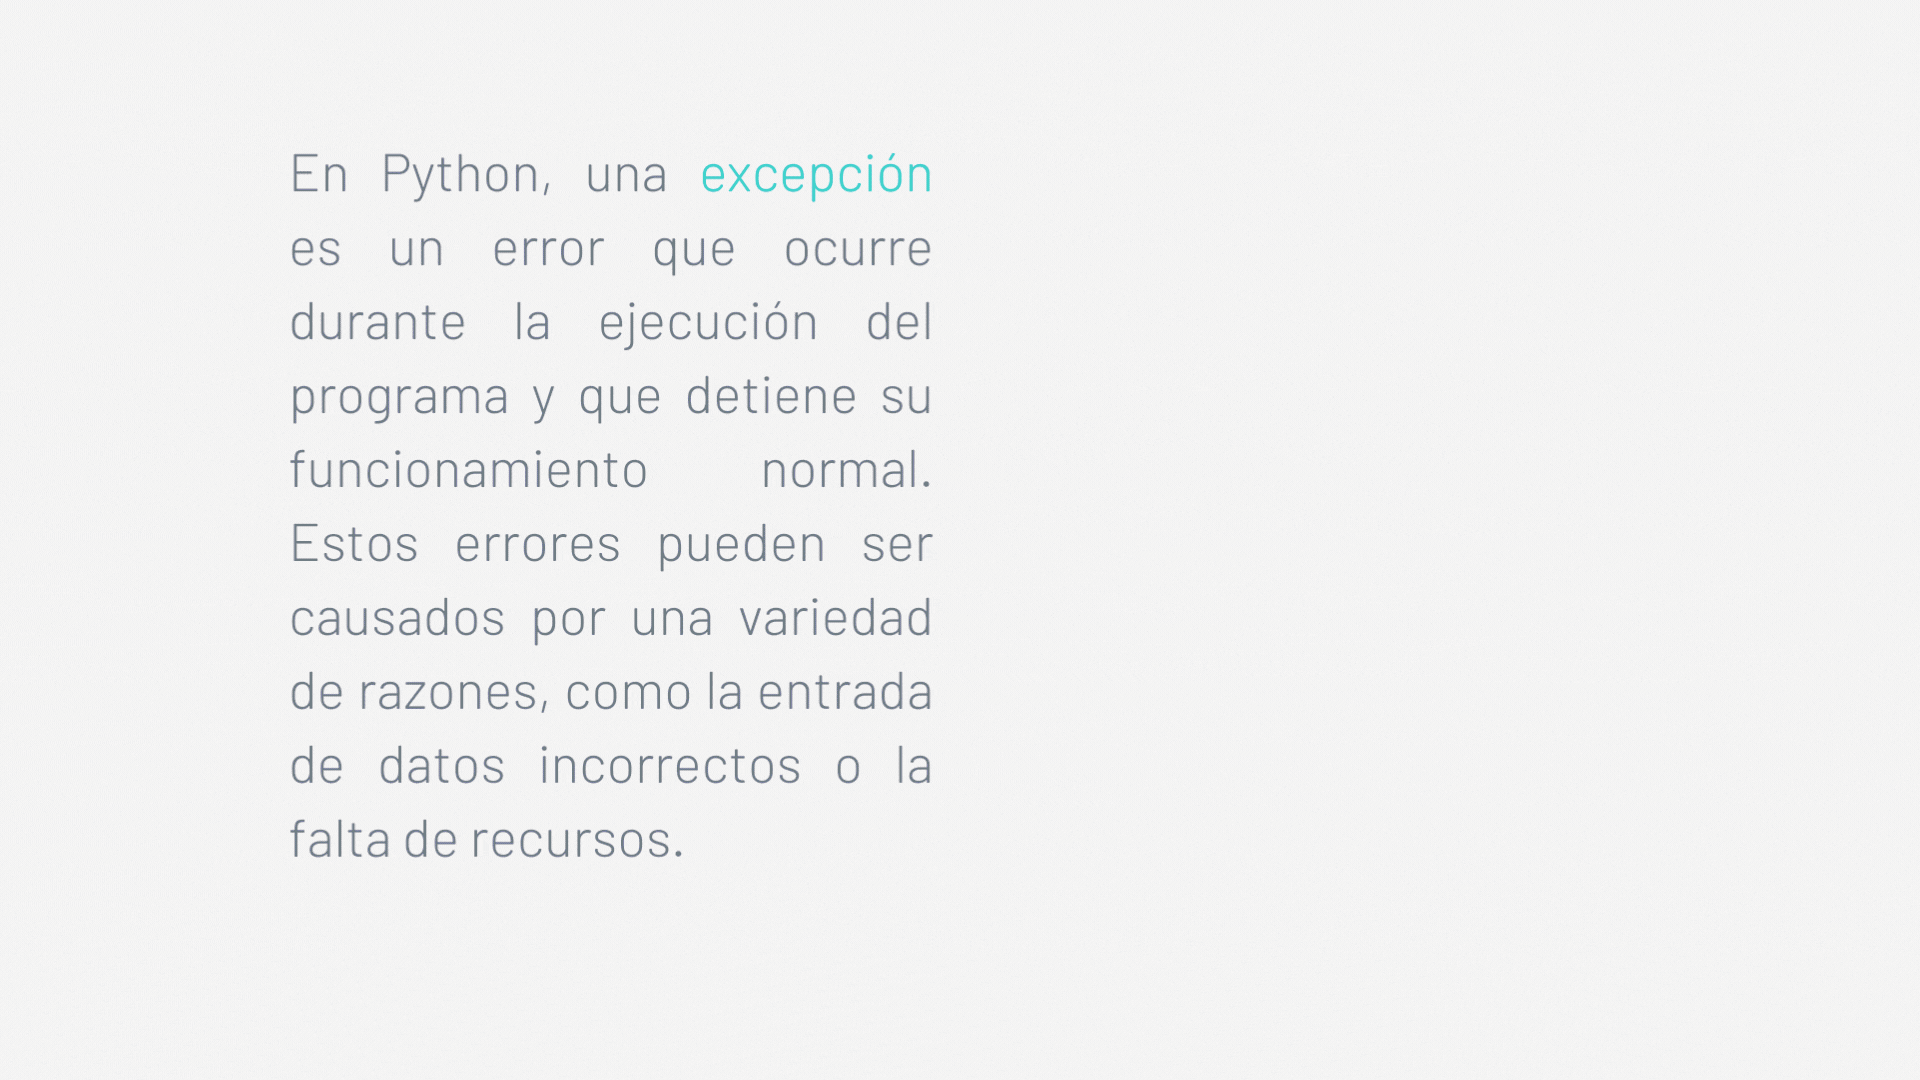 En Python, una excepción
es un error que ocurre
durante la ejecución del
programa y que detiene su
funcionamiento normal.
Estos errores pueden ser
causados por una variedad
de razones, como la entrada
de datos incorrectos o la
falta de recursos.